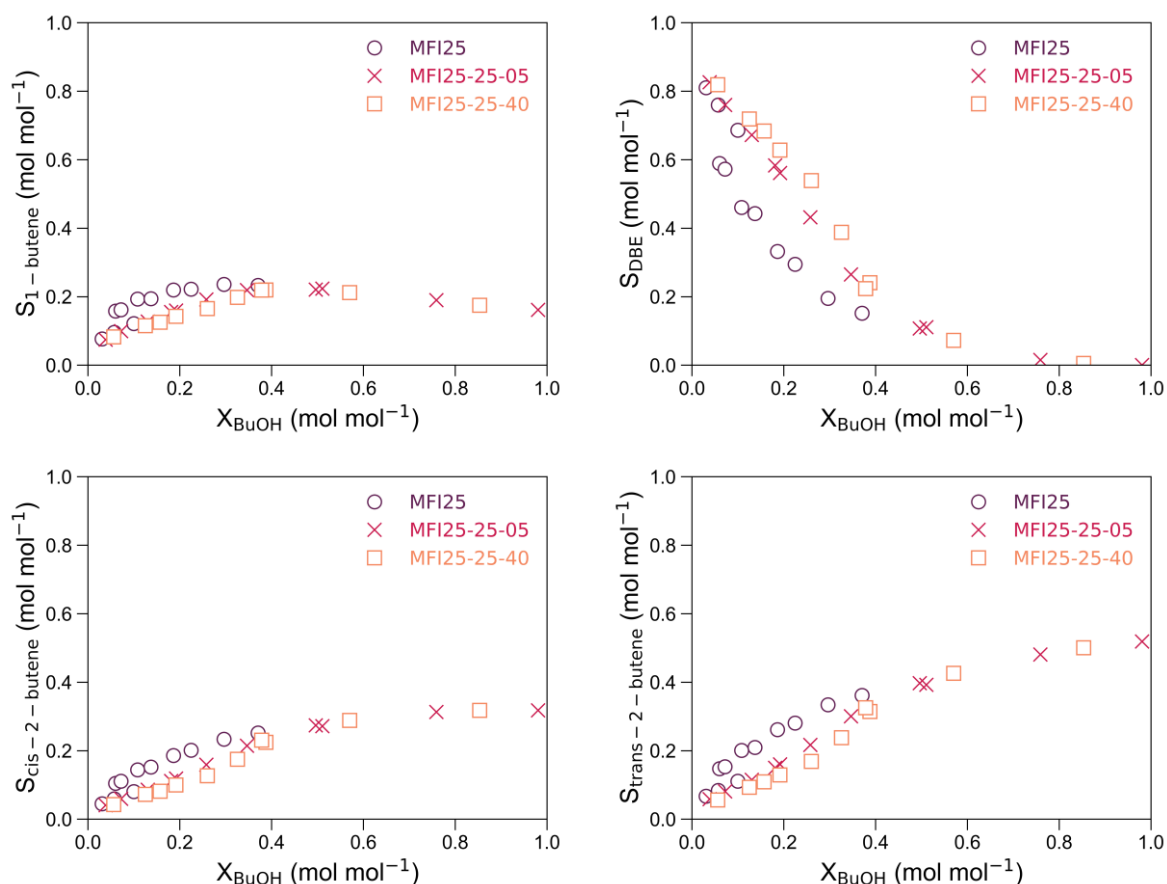 S1−butene (mol mol−1)
1.0
0.8
0.6
0.4
0.2
0.0
MFI25
MFI25-25-05
MFI25-25-40
0.0 0.2 0.4 0.6 0.8 1.0
XBuOH (mol mol−1)
SDBE (mol mol−1)
1.0
0.8
0.6
0.4
0.2
0.0
MFI25
MFI25-25-05
MFI25-25-40
0.0 0.2 0.4 0.6 0.8 1.0
XBuOH (mol mol−1)
Scis−2−butene (mol mol−1)
1.0
0.8
0.6
0.4
0.2
0.0
MFI25
MFI25-25-05
MFI25-25-40
0.0 0.2 0.4 0.6 0.8 1.0
XBuOH (mol mol−1)
Strans−2−butene (mol mol−1)
1.0
0.8
0.6
0.4
0.2
0.0
MFI25
MFI25-25-05
MFI25-25-40
0.0 0.2 0.4 0.6 0.8 1.0
XBuOH (mol mol−1)